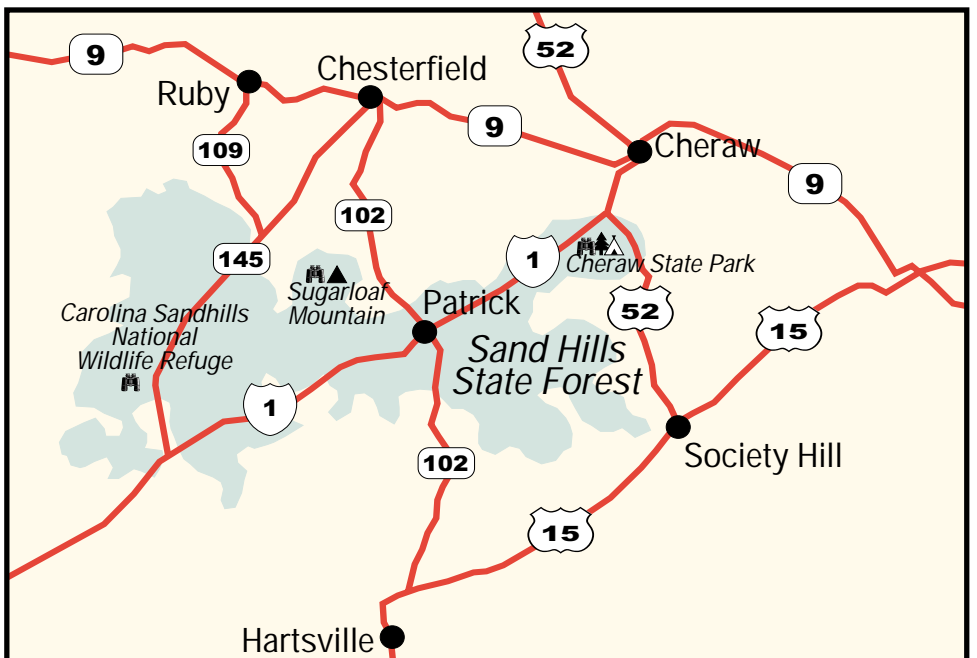 52
9
Chesterfield
Ruby
9
Cheraw
109
9
102
145
1
Cheraw State Park
Sugarloaf
Mountain
Patrick
Carolina Sandhills
National
Wildlife Refuge
52
15
Sand Hills
State Forest
1
Society Hill
102
15
Hartsville